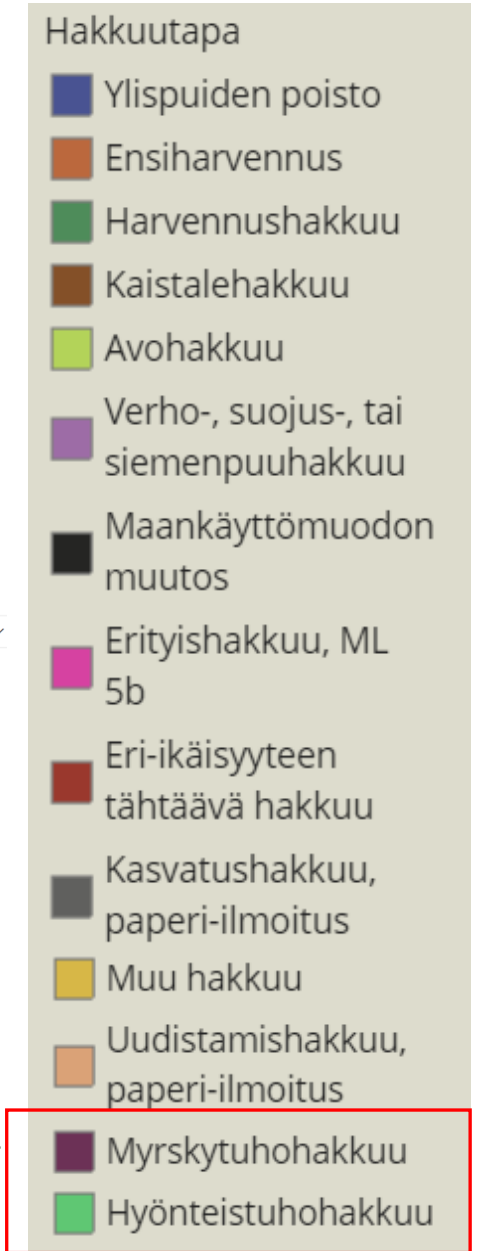 Hakkuutapa
Ylispuiden poisto
Ensiharvennus
Harvennushakkuu
Kaistalehakkuu
Avohakkuu
Verho-, suojus-, tai
siemenpuuhakkuu
Maankäyttömuodon
muutos
Erityishakkuu, ML
5b
Eri-ikäisyyteen
tähtäävä hakkuu
Kasvatushakkuu,
paperi-ilmoitus
Muu hakkuu
Uudistamishakkuu,
paperi-ilmoitus
Myrskytuhohakkuu
Hyönteistuhohakkuu